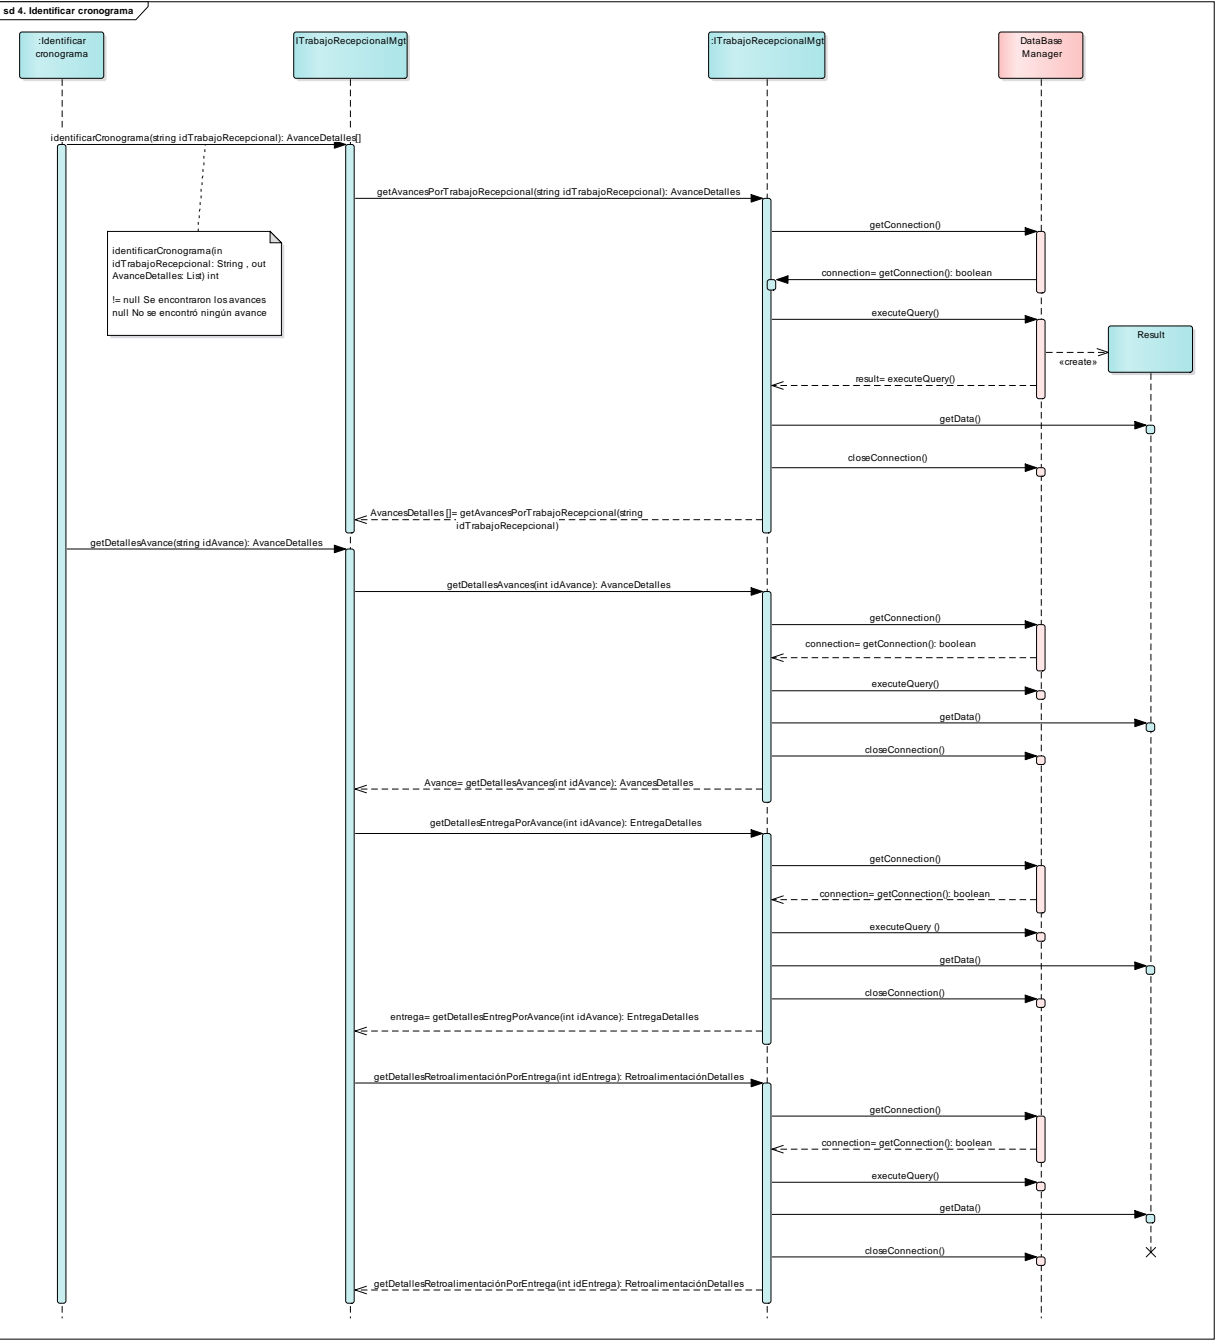 sd 4. Identificar cronograma
:Identificar
cronograma
ITrabajoRecepcionalMgt
:ITrabajoRecepcionalMgt
DataBase
Manager
identificarCronograma(string idTrabajoRecepcional): AvanceDetalles[]
getAvancesPorTrabajoRecepcional(string idTrabajoRecepcional): AvanceDetalles
getConnection()
identificarCronograma(in
idTrabajoRecepcional: String , out
AvanceDetalles: List) int
!= null Se encontraron los avances
null No se encontró ningún avance
connection= getConnection(): boolean
executeQuery()
Result
«create»
result= executeQuery()
getData()
closeConnection()
AvancesDetalles []= getAvancesPorTrabajoRecepcional(string
idTrabajoRecepcional)
getDetallesAvance(string idAvance): AvanceDetalles
getDetallesAvances(int idAvance): AvanceDetalles
getConnection()
connection= getConnection(): boolean
executeQuery()
getData()
closeConnection()
Avance= getDetallesAvances(int idAvance): AvancesDetalles
getDetallesEntregaPorAvance(int idAvance): EntregaDetalles
getConnection()
connection= getConnection(): boolean
executeQuery ()
getData()
closeConnection()
entrega= getDetallesEntregPorAvance(int idAvance): EntregaDetalles
getDetallesRetroalimentaciónPorEntrega(int idEntrega): RetroalimentaciónDetalles
getConnection()
connection= getConnection(): boolean
executeQuery()
getData()
closeConnection()
getDetallesRetroalimentaciónPorEntrega(int idEntrega): RetroalimentaciónDetalles